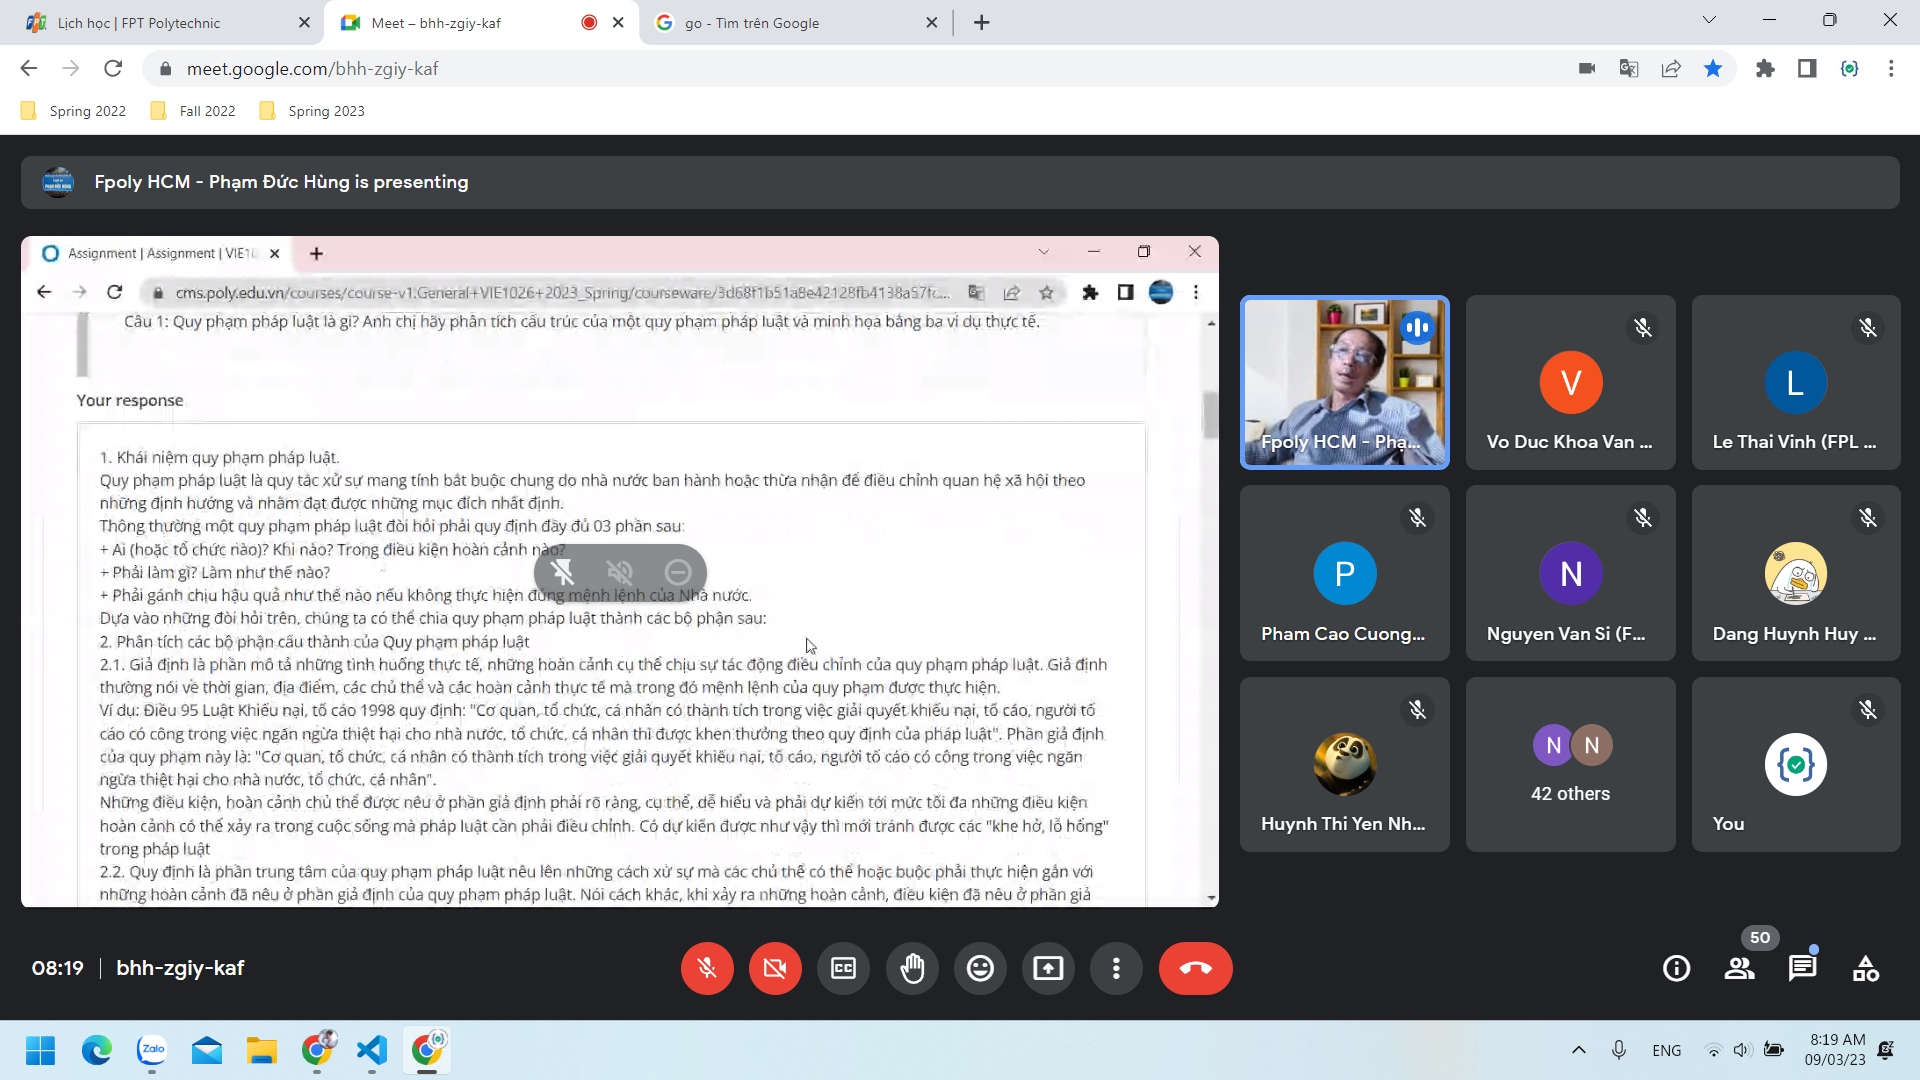 Lịch học | FPT Polytechnic
Meet – bhh-zgiy-kaf
go - Tìm trên Google
meet.google.com/bhh-zgiy-kaf
Spring 2022
Fall 2022
Spring 2023
Fpoly HCM - Phạm Đức Hùng is presenting
Assignment | Assignment | VIE10
cms.poly.edu.vn/courses/course-v1:General+VIE1026+2023_Spring/courseware/3d68f1b51a8e42128fb4138a57fc...
Câu 1: Quy phạm pháp luật là gì? Anh chị hãy phân tích cấu trúc của một quy phạm pháp luật và minh họa bằng ba ví dụ thực tế.
Your response
1. Khái niệm quy phạm pháp luật.
Quy phạm pháp luật là quy tắc xử sự mang tính bắt buộc chung do nhà nước ban hành hoặc thừa nhận để điều chỉnh quan hệ xã hội theo
những định hướng và nhằm đạt được những mục đích nhất định.
Thông thường một quy phạm pháp luật đòi hỏi phải quy định đầy đủ 03 phần sau:
+ Ai (hoặc tổ chức nào)? Khi nào? Trong điều kiện hoàn cảnh nào?
+ Phải làm gì? Làm như thế nào?
+ Phải gánh chịu hậu quả như thế nào nếu không thực hiện đúng mệnh lệnh của Nhà nước.
Dựa vào những đòi hỏi trên, chúng ta có thể chia quy phạm pháp luật thành các bộ phận sau:
2. Phân tích các bộ phận cấu thành của Quy phạm pháp luật
2.1. Giả định là phần mô tả những tình huống thực tế, những hoàn cảnh cụ thể chịu sự tác động điều chỉnh của quy phạm pháp luật. Giả định
thường nói về thời gian, địa điểm, các chủ thể và các hoàn cảnh thực tế mà trong đó mệnh lệnh của quy phạm được thực hiện.
Ví dụ: Điều 95 Luật Khiếu nại, tố cáo 1998 quy định: "Cơ quan, tổ chức, cá nhân có thành tích trong việc giải quyết khiếu nại, tố cáo, người tố
cáo có công trong việc ngăn ngừa thiệt hại cho nhà nước, tổ chức, cá nhân thì được khen thưởng theo quy định của pháp luật". Phần giả định
của quy phạm này là: "Cơ quan, tổ chức, cá nhân có thành tích trong việc giải quyết khiếu nại, tố cáo, người tố cáo có công trong việc ngăn
ngừa thiệt hại cho nhà nước, tổ chức, cá nhân".
Những điều kiện, hoàn cảnh chủ thể được nêu ở phần giả định phải rõ ràng, cụ thể, dễ hiểu và phải dự kiến tới mức tối đa những điều kiện
hoàn cảnh có thể xảy ra trong cuộc sống mà pháp luật cần phải điều chỉnh. Có dự kiến được như vậy thì mới tránh được các "khe hở, lỗ hổng"
trong pháp luật
2.2. Quy định là phần trung tâm của quy phạm pháp luật nêu lên những cách xử sự mà các chủ thể có thể hoặc buộc phải thực hiện gắn với
những hoàn cảnh đã nêu ở phần giả định của quy phạm pháp luật. Nói cách khác, khi xảy ra những hoàn cảnh, điều kiện đã nêu ở phần giả
Fpoly HCM - Phạ...
V
Vo Duc Khoa Van ...
L
Le Thai Vinh (FPL ...
P
Pham Cao Cuong...
N
Nguyen Van Si (F...
Dang Huynh Huy ...
Huynh Thi Yen Nh...
N N
42 others
You
08:19 | bhh-zgiy-kaf
50
Zalo
ENG
8:19 AM
09/03/23